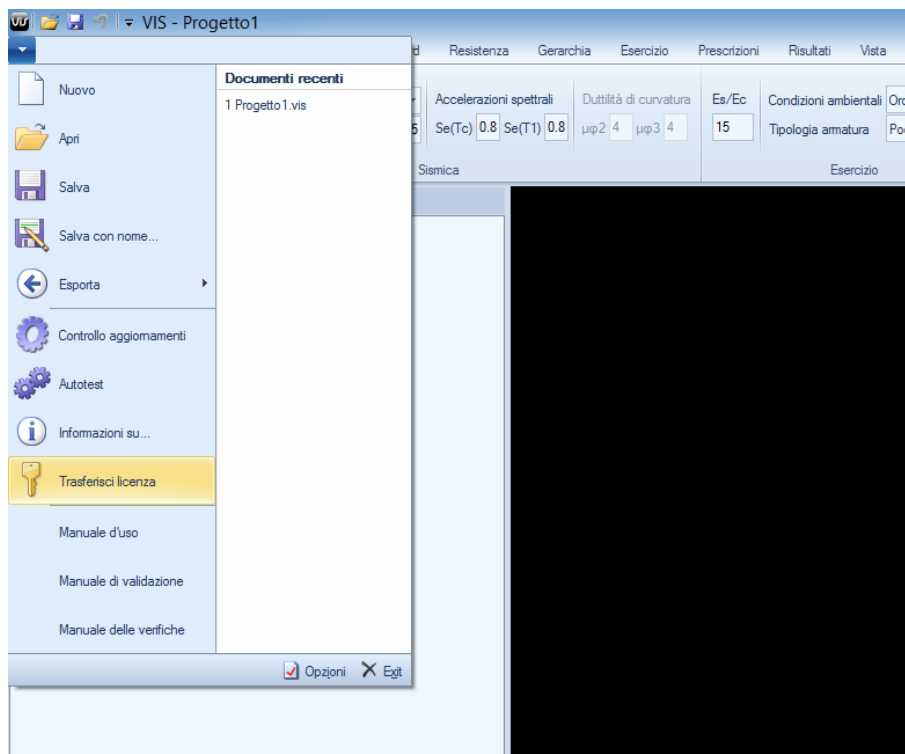 VIS - Progetto1
Resistenza Gerarchia Esercizio Prescrizioni Risultati Vista
Accelerazioni spettrali Duttilità di curvatura Es/Ec Condizioni ambientali
5 Se(Tc) 0.8 Se(T1) 0.8 μφ2 4 μφ3 4 15 Tipologia armatura
Sismica Esercizio
Nuovo
Apri
Salva
Salva con nome...
Esporta
Controllo aggiornamenti
Autotest
Informazioni su...
Trasferisci licenza
Manuale d'uso
Manuale di validazione
Manuale delle verifiche
Documenti recenti
1 Progetto1.vis
Opzioni Exit